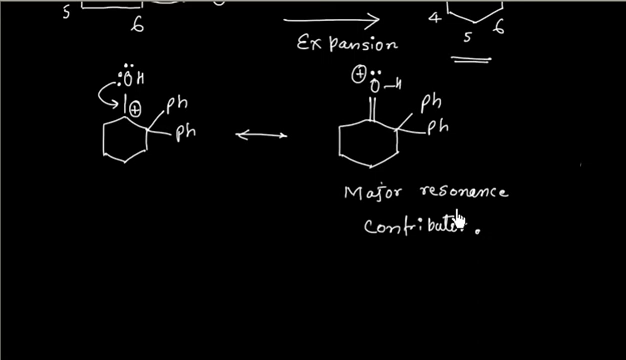 5
6
Expansion
4
5
6
:ÖH
⊕
Ph
Ph
⊕
Ö-H
Ph
Ph
Major resonance
contributor.